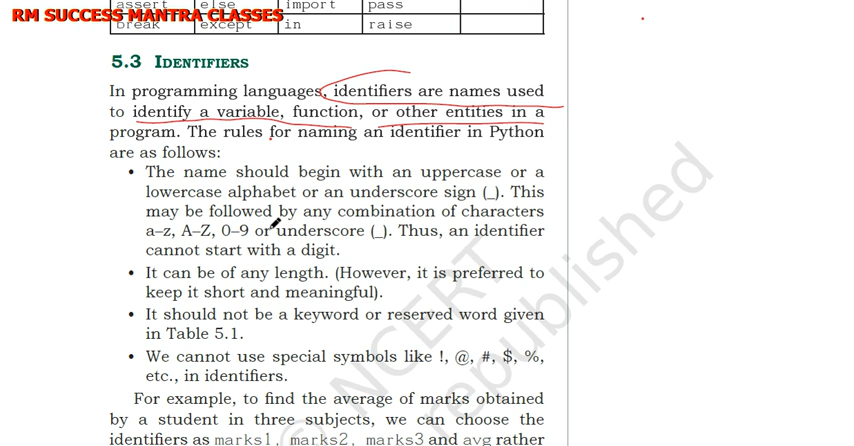 assert else import pass
RM SUCCESS MANTRA CLASSES
break except in raise
5.3 IDENTIFIERS
In programming languages, identifiers are names used
to identify a variable, function, or other entities in a
program. The rules for naming an identifier in Python
are as follows:
• The name should begin with an uppercase or a
lowercase alphabet or an underscore sign (_). This
may be followed by any combination of characters
a–z, A–Z, 0–9 or underscore (_). Thus, an identifier
cannot start with a digit.
• It can be of any length. (However, it is preferred to
keep it short and meaningful).
• It should not be a keyword or reserved word given
in Table 5.1.
• We cannot use special symbols like !, @, #, $, %,
etc., in identifiers.
For example, to find the average of marks obtained
by a student in three subjects, we can choose the
identifiers as marks1, marks2, marks3 and avg rather
© NCERT
republished